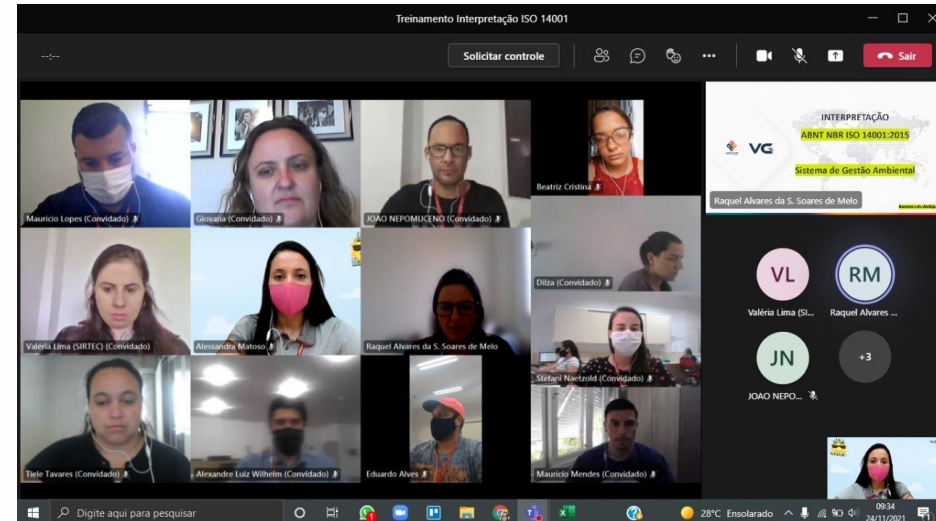 Treinamento Interpretação ISO 14001
--:--
Solicitar controle
Sair
Maurício Lopes (Convidado)
Giovana (Convidado)
JOAO NEPOMUCENO (Convidado)
Beatriz Cristina
Valéria Lima (SIRTEC) (Convidado)
Alessandra Matoso
Raquel Alvares da S. Soares de Melo
Dilza (Convidado)
Stefani Naetzold (Convidado)
Tiele Tavares (Convidado)
Alexandre Luiz Wilhelm (Convidado)
Eduardo Alves
Mauricio Mendes (Convidado)
INTERPRETAÇÃO
ABNT NBR ISO 14001:2015
VG
Sistema de Gestão Ambiental
Raquel Alvares da S. Soares de Melo
VL
RM
Valéria Lima (SI...
Raquel Alvares ...
JN
+3
JOAO NEPO...
Digite aqui para pesquisar
28°C Ensolarado
09:34
24/11/2021